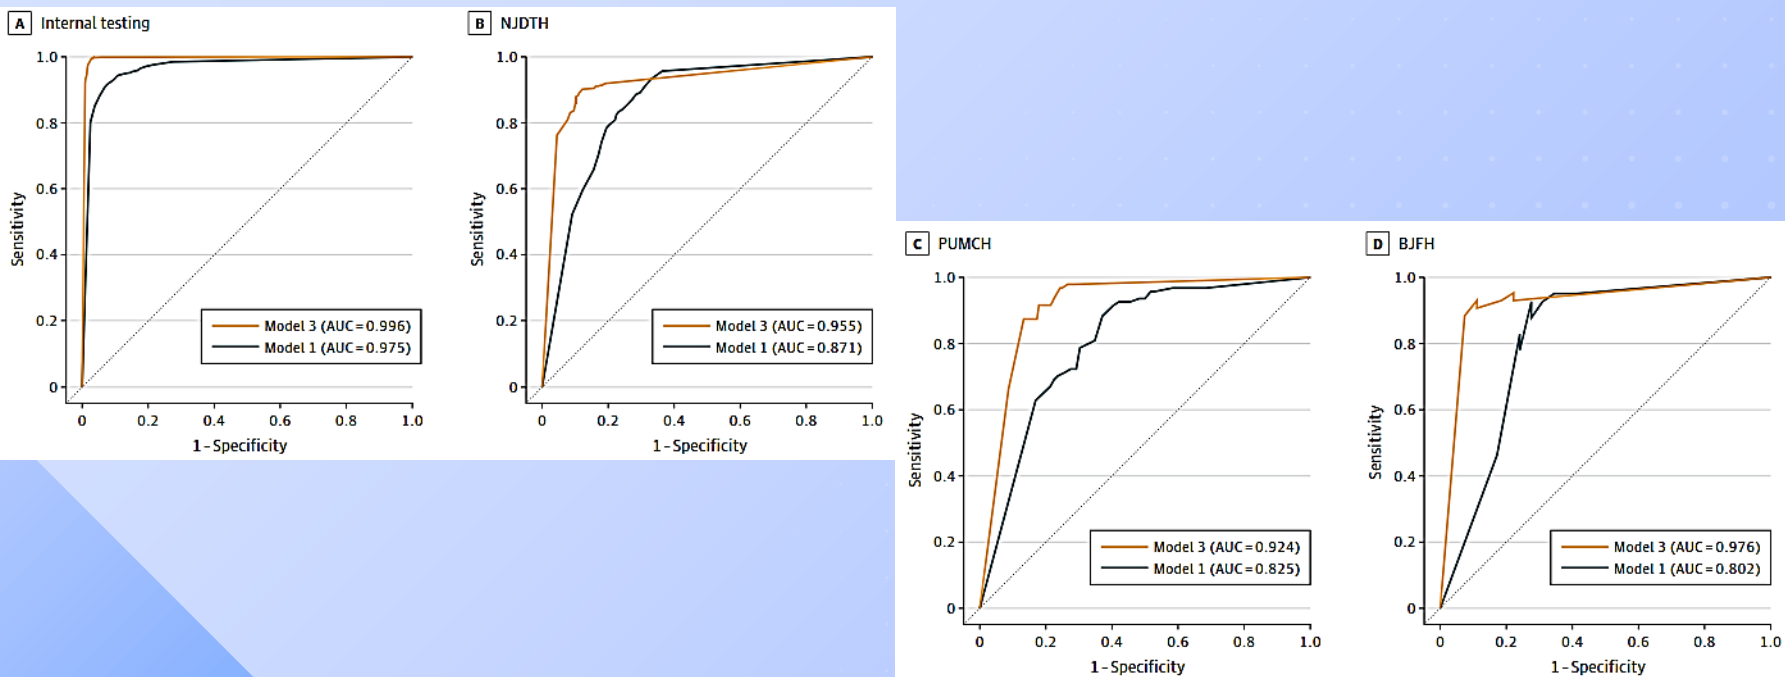 A Internal testing
1.0
0.8
0.6
0.4
0.2
0
Sensitivity
Model 3 (AUC=0.996)
Model 1 (AUC=0.975)
0 0.2 0.4 0.6 0.8 1.0
1-Specificity
B NJDTH
1.0
0.8
0.6
0.4
0.2
0
Sensitivity
Model 3 (AUC=0.955)
Model 1 (AUC=0.871)
0 0.2 0.4 0.6 0.8 1.0
1-Specificity
C PUMCH
1.0
0.8
0.6
0.4
0.2
0
Sensitivity
Model 3 (AUC=0.924)
Model 1 (AUC=0.825)
0 0.2 0.4 0.6 0.8 1.0
1-Specificity
D BJFH
1.0
0.8
0.6
0.4
0.2
0
Sensitivity
Model 3 (AUC=0.976)
Model 1 (AUC=0.802)
0 0.2 0.4 0.6 0.8 1.0
1-Specificity